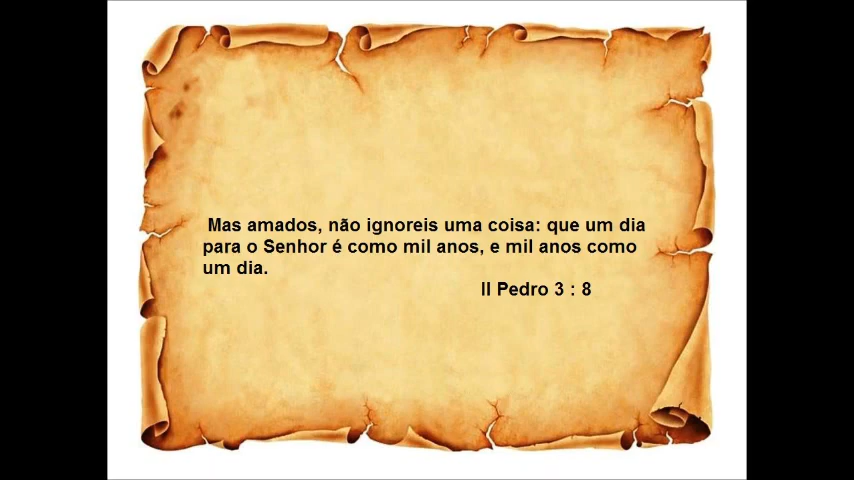 Mas amados, não ignoreis uma coisa: que um dia
para o Senhor é como mil anos, e mil anos como
um dia.
II Pedro 3 : 8